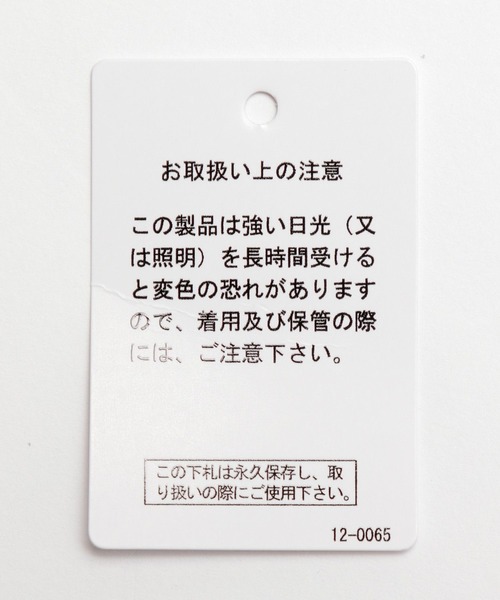 お取扱い上の注意
この製品は強い日光（又
は照明）を長時間受ける
と変色の恐れがあります
ので、着用及び保管の際
には、ご注意下さい。
この下札は永久保存し、取
り扱いの際にご使用下さい。
12-0065